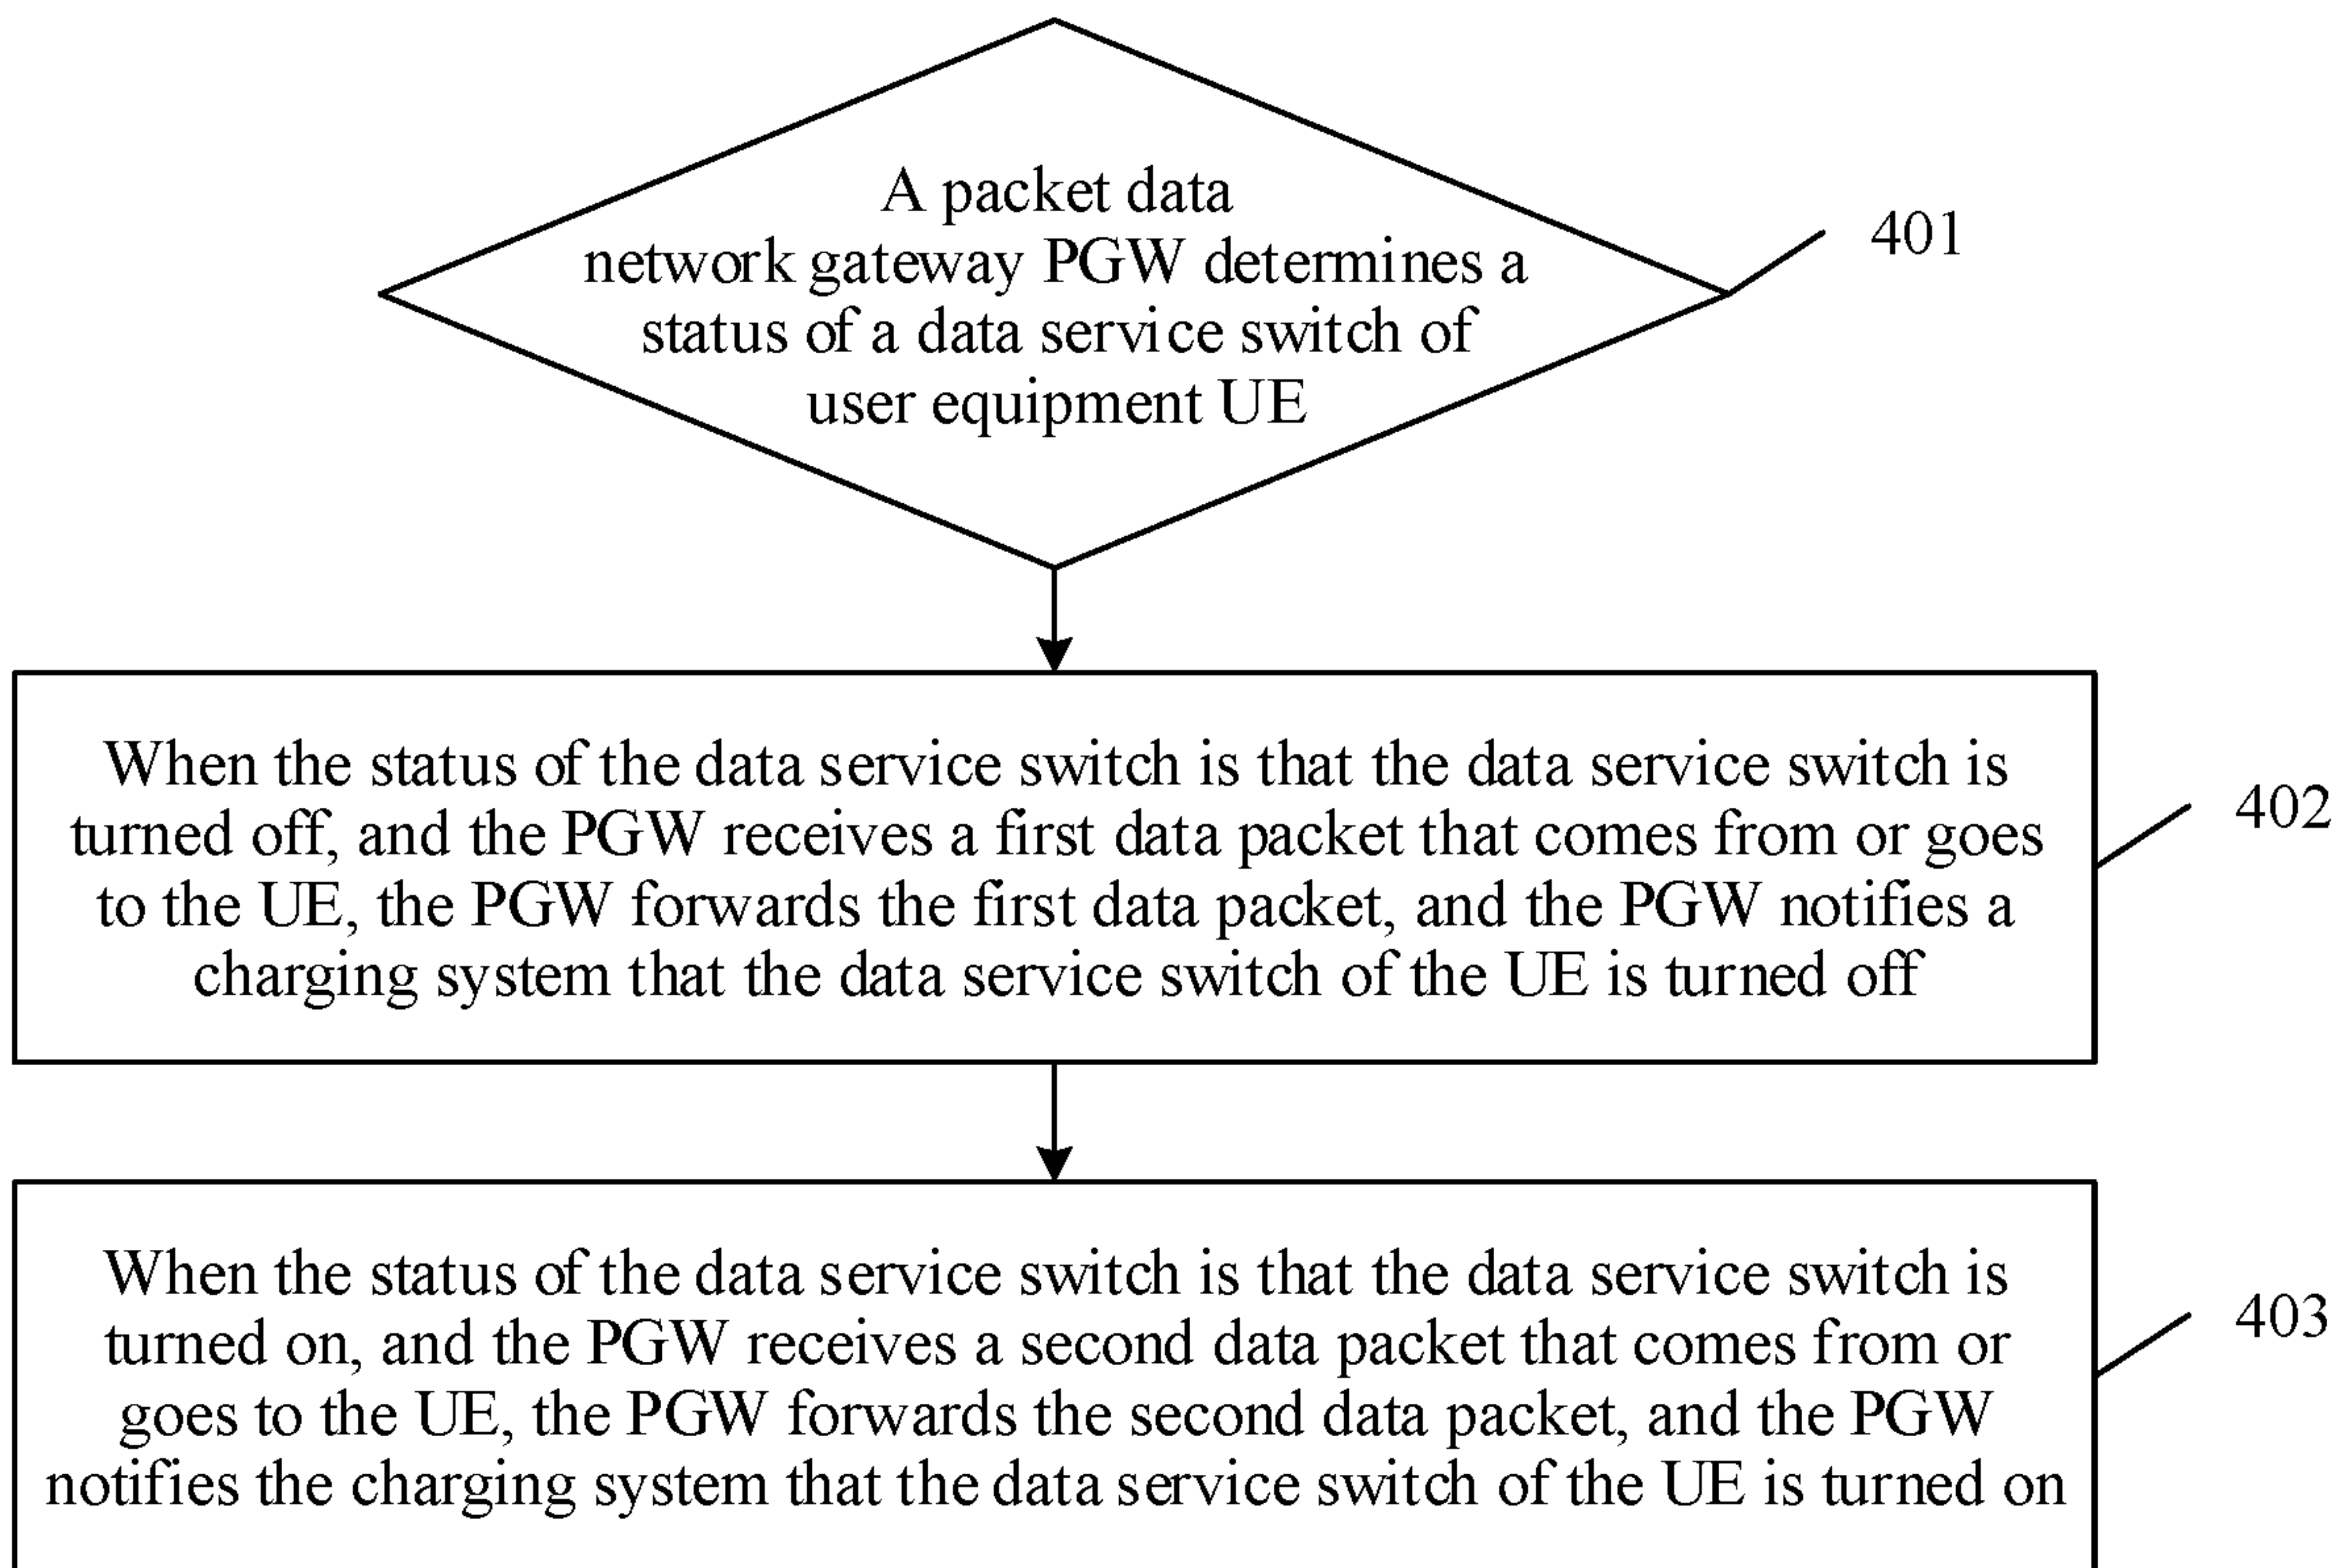 A packet data
network gateway PGW determines a
status of a data service switch of
user equipment UE
401
When the status of the data service switch is that the data service switch is
turned off, and the PGW receives a first data packet that comes from or goes
to the UE, the PGW forwards the first data packet, and the PGW notifies a
charging system that the data service switch of the UE is turned off
402
When the status of the data service switch is that the data service switch is
turned on, and the PGW receives a second data packet that comes from or
goes to the UE, the PGW forwards the second data packet, and the PGW
notifies the charging system that the data service switch of the UE is turned on
403